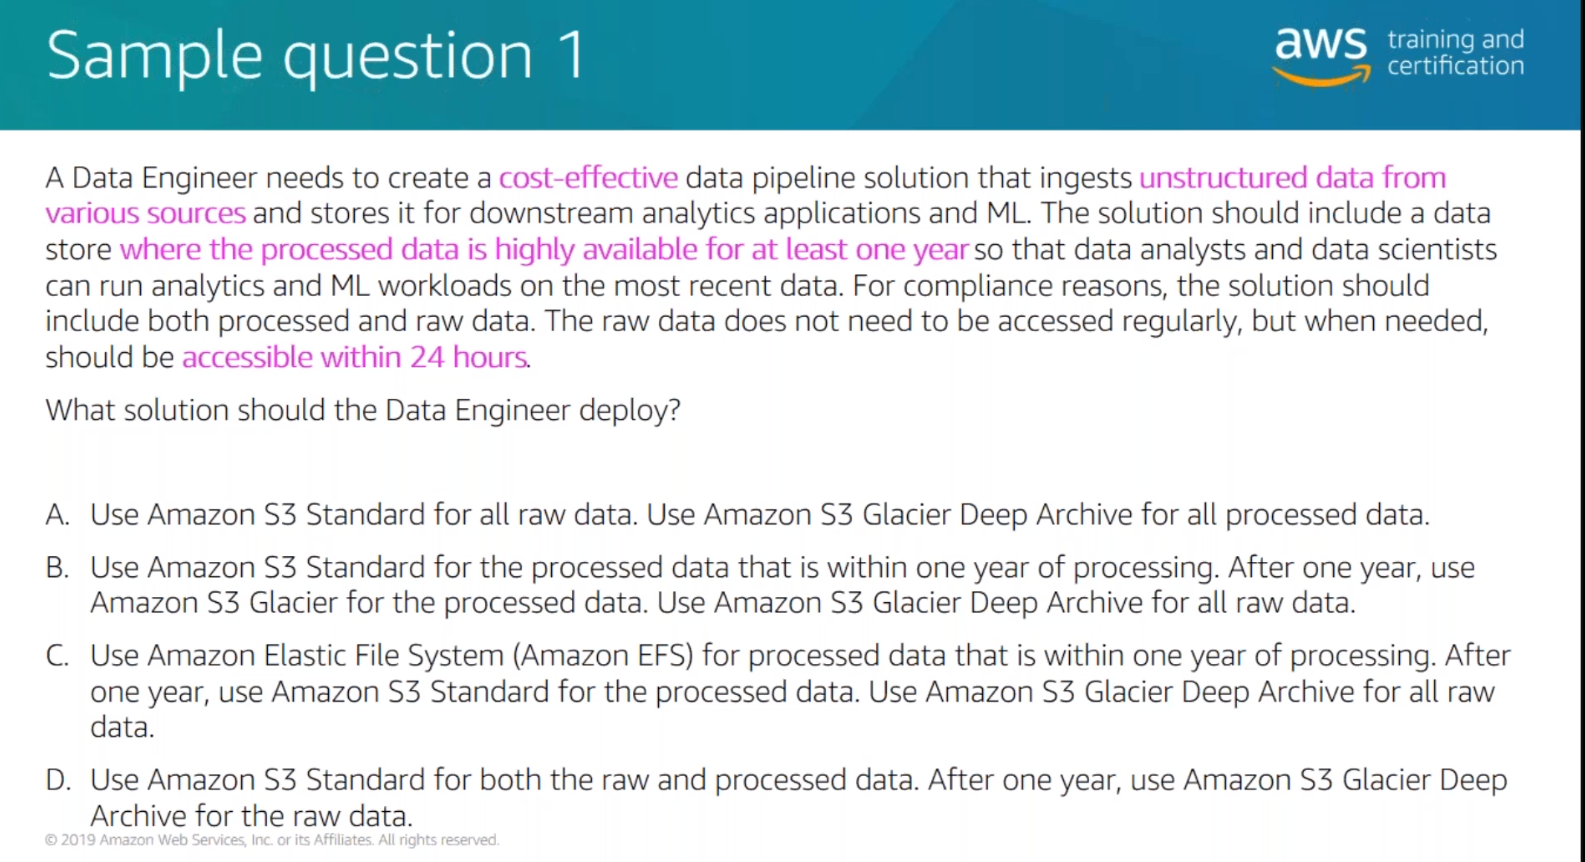 Sample question 1
aws training and
certification
A Data Engineer needs to create a cost-effective data pipeline solution that ingests unstructured data from
various sources and stores it for downstream analytics applications and ML. The solution should include a data
store where the processed data is highly available for at least one year so that data analysts and data scientists
can run analytics and ML workloads on the most recent data. For compliance reasons, the solution should
include both processed and raw data. The raw data does not need to be accessed regularly, but when needed,
should be accessible within 24 hours.
What solution should the Data Engineer deploy?
A. Use Amazon S3 Standard for all raw data. Use Amazon S3 Glacier Deep Archive for all processed data.
B. Use Amazon S3 Standard for the processed data that is within one year of processing. After one year, use
Amazon S3 Glacier for the processed data. Use Amazon S3 Glacier Deep Archive for all raw data.
C. Use Amazon Elastic File System (Amazon EFS) for processed data that is within one year of processing. After
one year, use Amazon S3 Standard for the processed data. Use Amazon S3 Glacier Deep Archive for all raw
data.
D. Use Amazon S3 Standard for both the raw and processed data. After one year, use Amazon S3 Glacier Deep
Archive for the raw data.
© 2019 Amazon Web Services, Inc. or its Affiliates. All rights reserved.